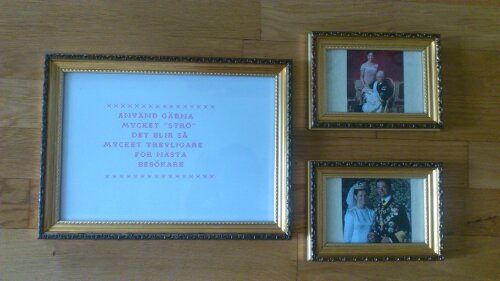 ××××××××××××××××
ANVÄND GÄRNA
MYCKET "STRÖ"
DET BLIR SÅ
MYCKET TREVLIGARE
FÖR NÄSTA
BESÖKARE
××××××××××××××××